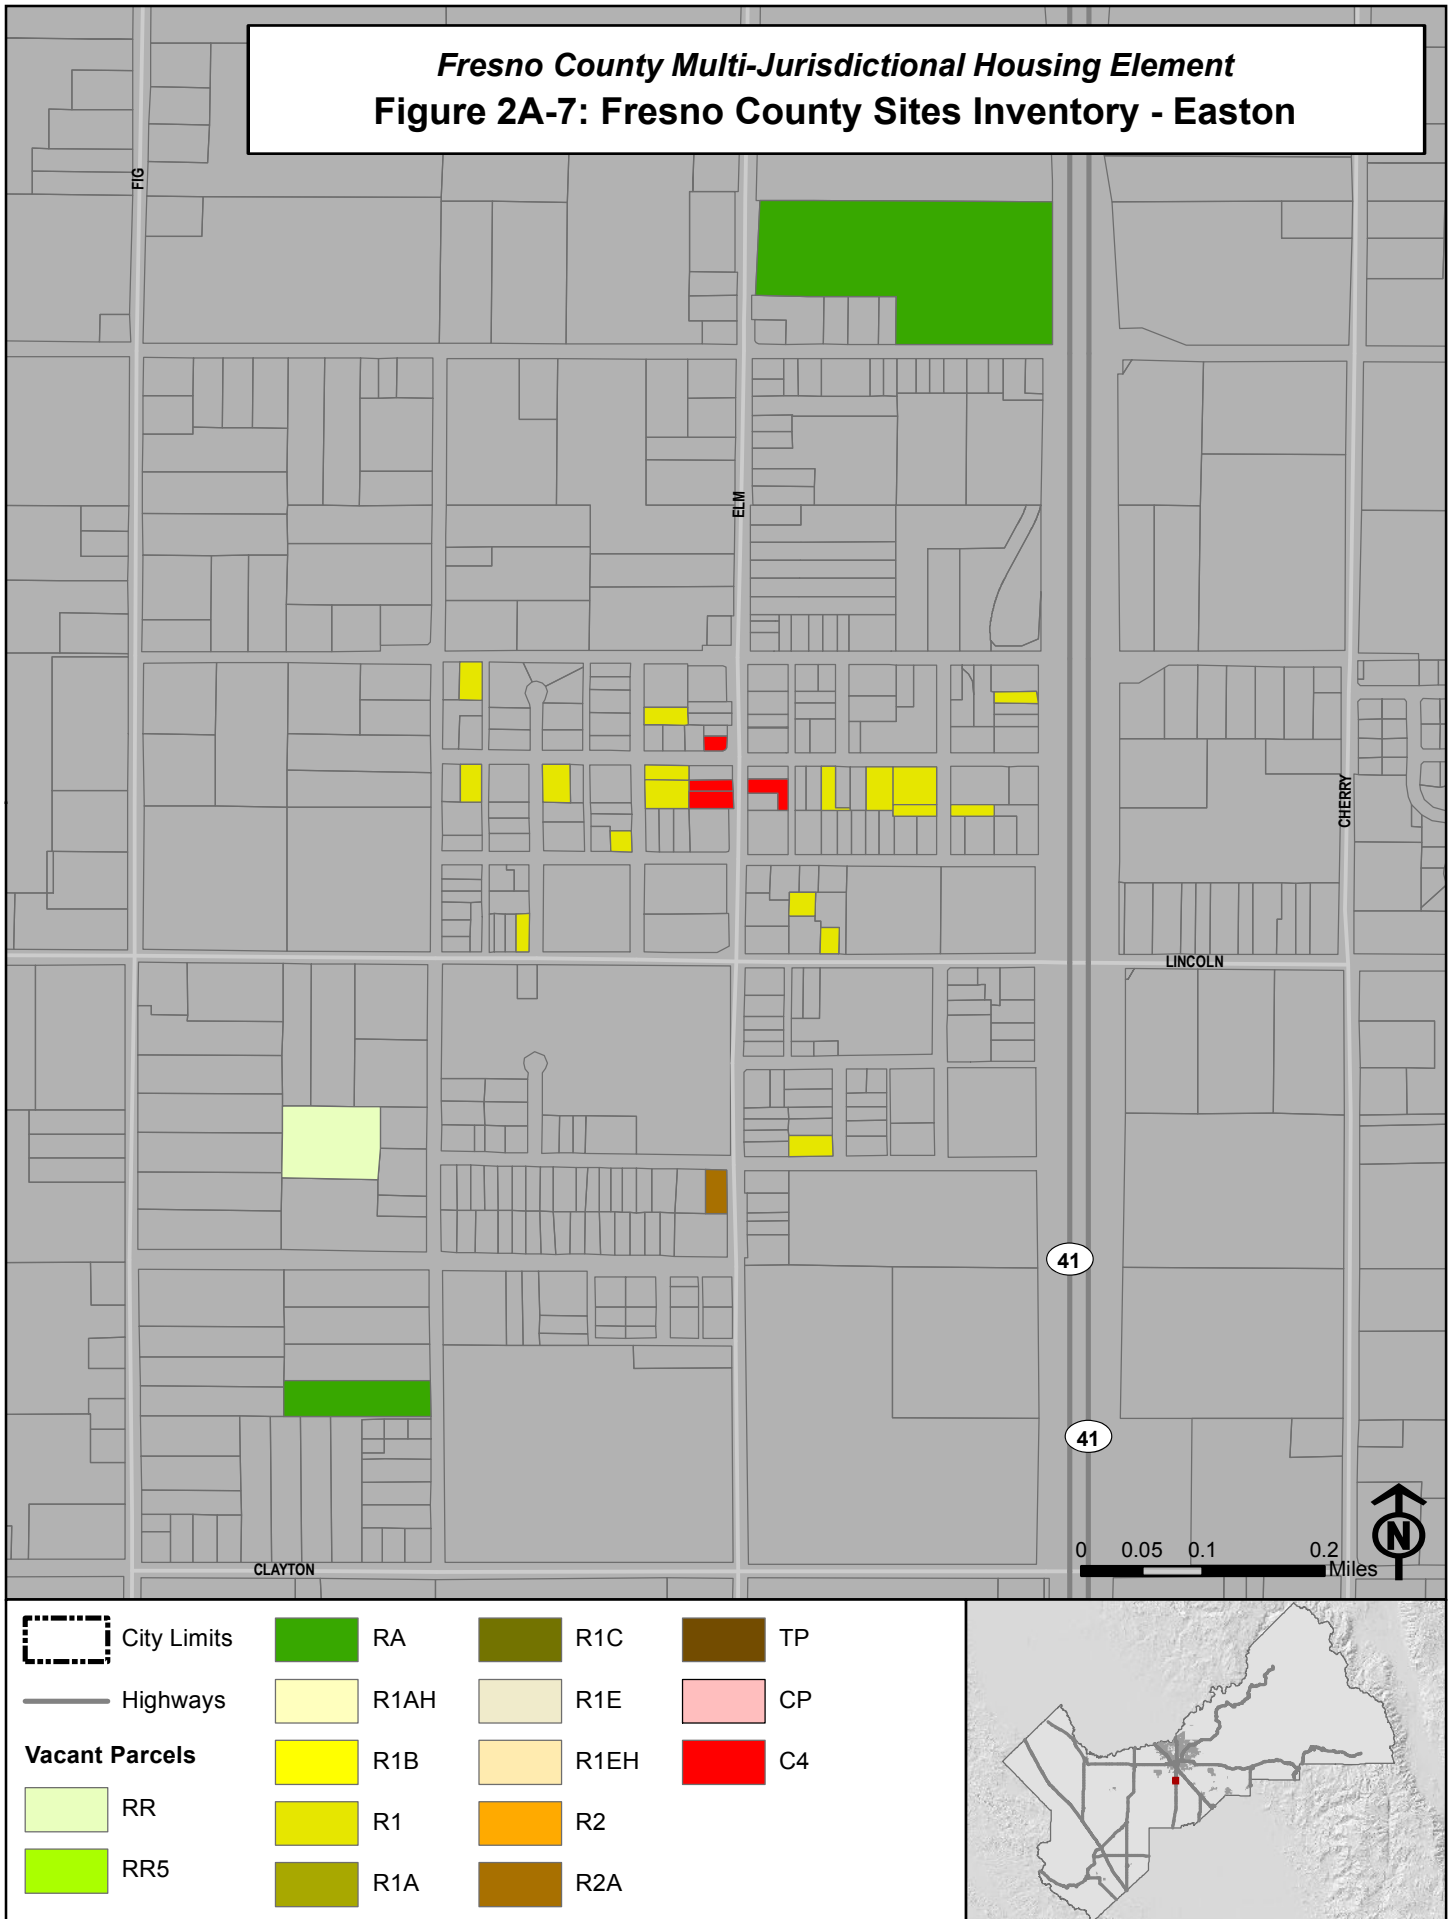 Fresno County Multi-Jurisdictional Housing Element
Figure 2A-7: Fresno County Sites Inventory - Easton
FIG
ELM
CHERRY
LINCOLN
41
41
CLAYTON
N
0 0.05 0.1 0.2
Miles
City Limits
Highways
Vacant Parcels
RR
RR5
RA
R1AH
R1B
R1
R1A
R1C
R1E
R1EH
R2
R2A
TP
CP
C4